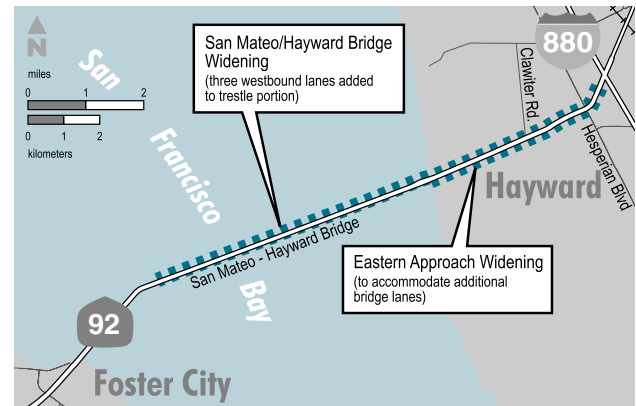 N
miles
0 1 2
0 1 2
kilometers
San
Francisco
Bay
San Mateo/Hayward Bridge
Widening
(three westbound lanes added
to trestle portion)
880
Clawiter Rd.
Hesperian Blvd
Hayward
San Mateo - Hayward Bridge
Eastern Approach Widening
(to accommodate additional
bridge lanes)
92
Foster City